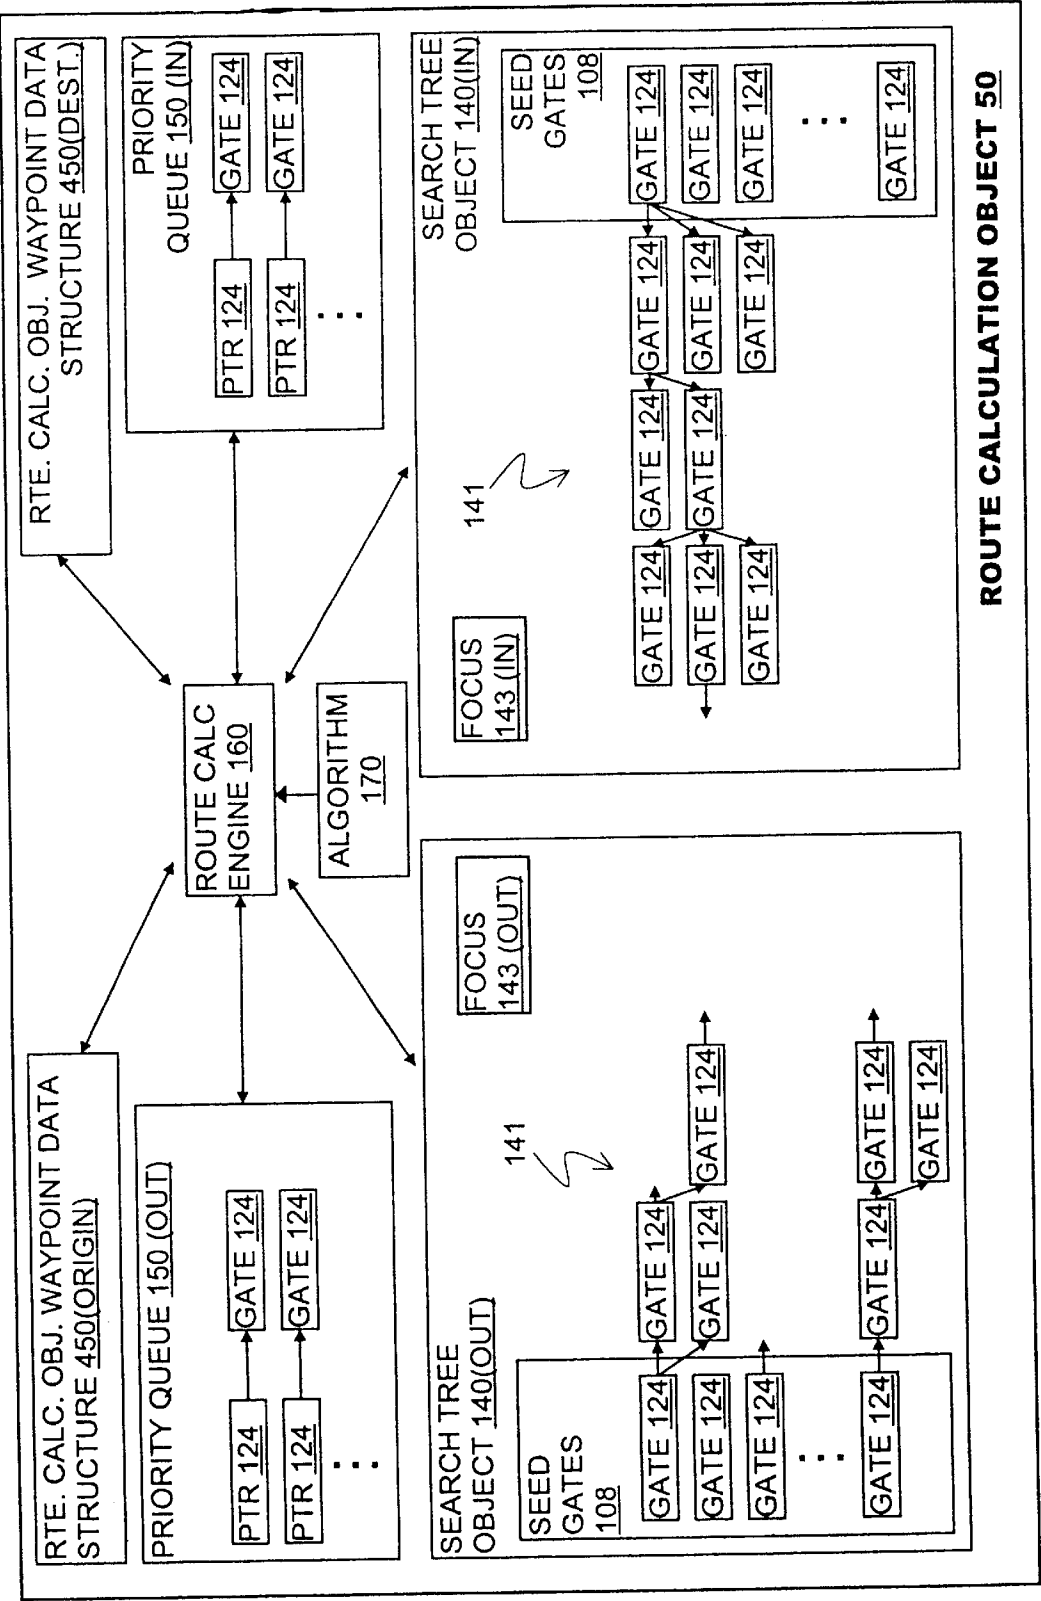 RTE. CALC. OBJ. WAYPOINT DATA
STRUCTURE 450(ORIGIN)
PRIORITY QUEUE 150 (OUT)
PTR 124
GATE 124
PTR 124
GATE 124
...
ROUTE CALC
ENGINE 160
ALGORITHM
170
RTE. CALC. OBJ. WAYPOINT DATA
STRUCTURE 450(DEST.)
PRIORITY
QUEUE 150 (IN)
PTR 124
GATE 124
PTR 124
GATE 124
...
SEARCH TREE
OBJECT 140(OUT)
FOCUS
143 (OUT)
141
SEED
GATES
108
GATE 124
GATE 124
GATE 124
...
GATE 124
GATE 124
GATE 124
GATE 124
GATE 124
GATE 124
GATE 124
SEARCH TREE
OBJECT 140(IN)
FOCUS
143 (IN)
141
SEED
GATES
108
GATE 124
GATE 124
GATE 124
GATE 124
GATE 124
GATE 124
GATE 124
GATE 124
GATE 124
GATE 124
GATE 124
...
GATE 124
ROUTE CALCULATION OBJECT 50